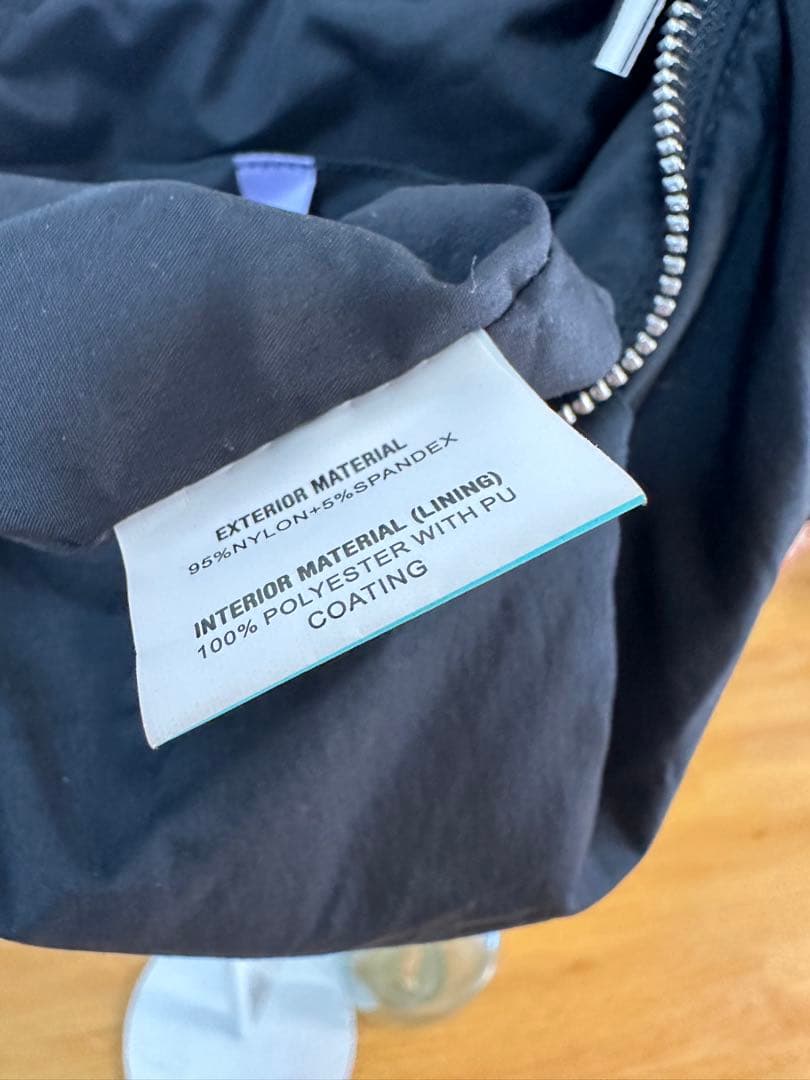 EXTERIOR MATERIAL
95%NYLON+5%SPANDEX
INTERIOR MATERIAL (LINING)
100% POLYESTER WITH PU
COATING